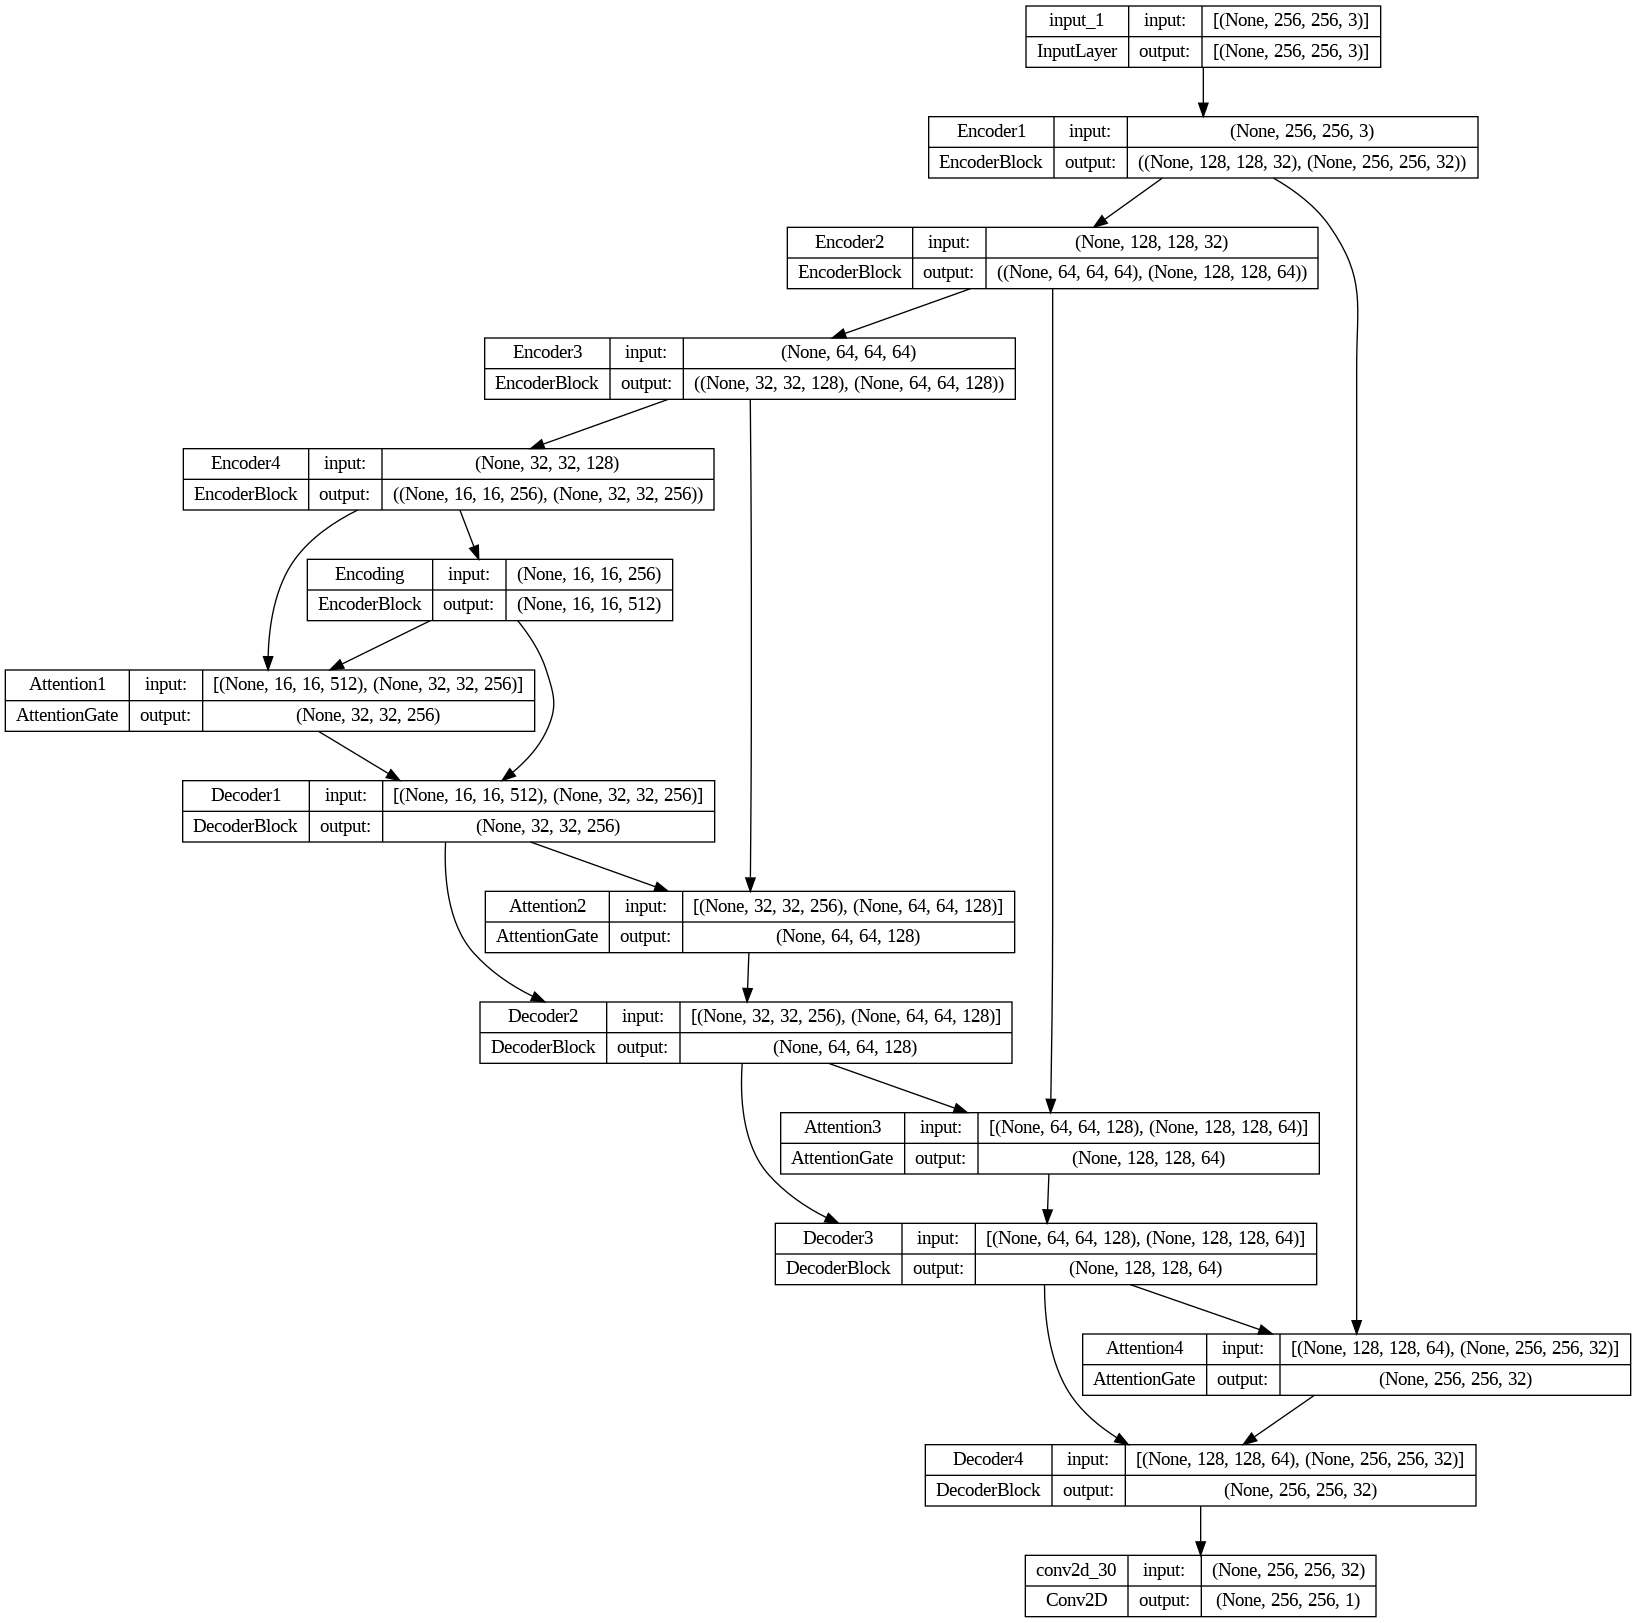 input_1 input: [(None, 256, 256, 3)]
InputLayer output: [(None, 256, 256, 3)]
Encoder1 input: (None, 256, 256, 3)
EncoderBlock output: ((None, 128, 128, 32), (None, 256, 256, 32))
Encoder2 input: (None, 128, 128, 32)
EncoderBlock output: ((None, 64, 64, 64), (None, 128, 128, 64))
Encoder3 input: (None, 64, 64, 64)
EncoderBlock output: ((None, 32, 32, 128), (None, 64, 64, 128))
Encoder4 input: (None, 32, 32, 128)
EncoderBlock output: ((None, 16, 16, 256), (None, 32, 32, 256))
Encoding input: (None, 16, 16, 256)
EncoderBlock output: (None, 16, 16, 512)
Attention1 input: [(None, 16, 16, 512), (None, 32, 32, 256)]
AttentionGate output: (None, 32, 32, 256)
Decoder1 input: [(None, 16, 16, 512), (None, 32, 32, 256)]
DecoderBlock output: (None, 32, 32, 256)
Attention2 input: [(None, 32, 32, 256), (None, 64, 64, 128)]
AttentionGate output: (None, 64, 64, 128)
Decoder2 input: [(None, 32, 32, 256), (None, 64, 64, 128)]
DecoderBlock output: (None, 64, 64, 128)
Attention3 input: [(None, 64, 64, 128), (None, 128, 128, 64)]
AttentionGate output: (None, 128, 128, 64)
Decoder3 input: [(None, 64, 64, 128), (None, 128, 128, 64)]
DecoderBlock output: (None, 128, 128, 64)
Attention4 input: [(None, 128, 128, 64), (None, 256, 256, 32)]
AttentionGate output: (None, 256, 256, 32)
Decoder4 input: [(None, 128, 128, 64), (None, 256, 256, 32)]
DecoderBlock output: (None, 256, 256, 32)
conv2d_30 input: (None, 256, 256, 32)
Conv2D output: (None, 256, 256, 1)